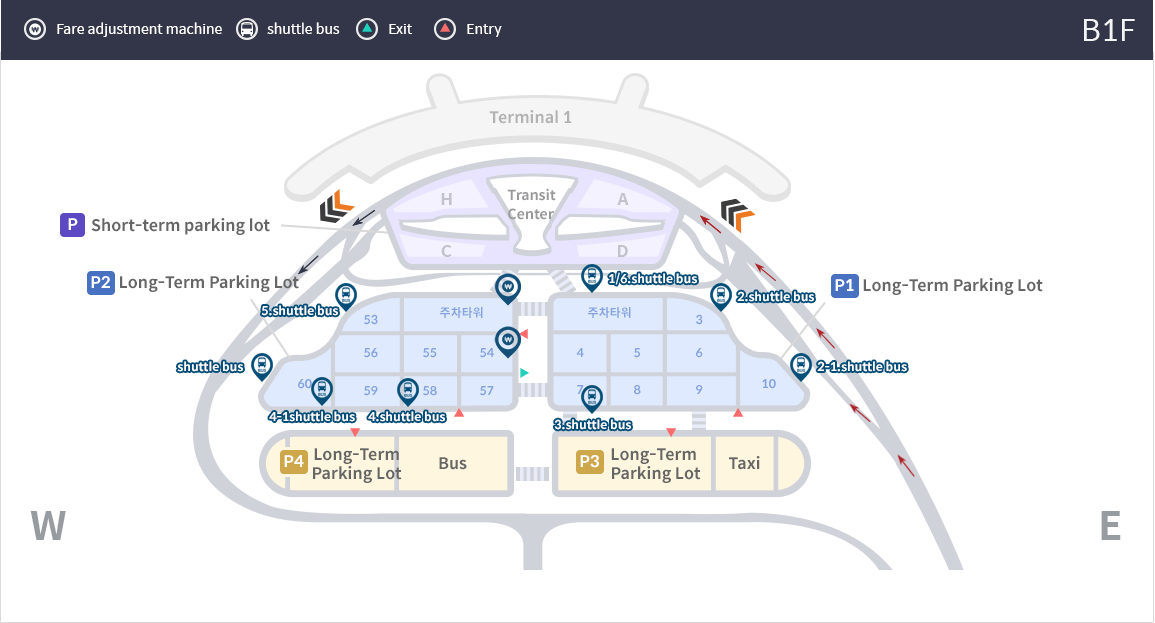 Fare adjustment machine shuttle bus Exit Entry B1F
Terminal 1
H
Transit
Center
A
C
D
P Short-term parking lot
P2 Long-Term Parking Lot
P1 Long-Term Parking Lot
1/6.shuttle bus
2.shuttle bus
5.shuttle bus
53
주차타워
주차타워
3
56
55
54
4
5
6
shuttle bus
2-1.shuttle bus
60
59
58
57
7
8
9
10
4-1shuttle bus
4.shuttle bus
3.shuttle bus
P4 Long-Term
Parking Lot
Bus
P3 Long-Term
Parking Lot
Taxi
W
E